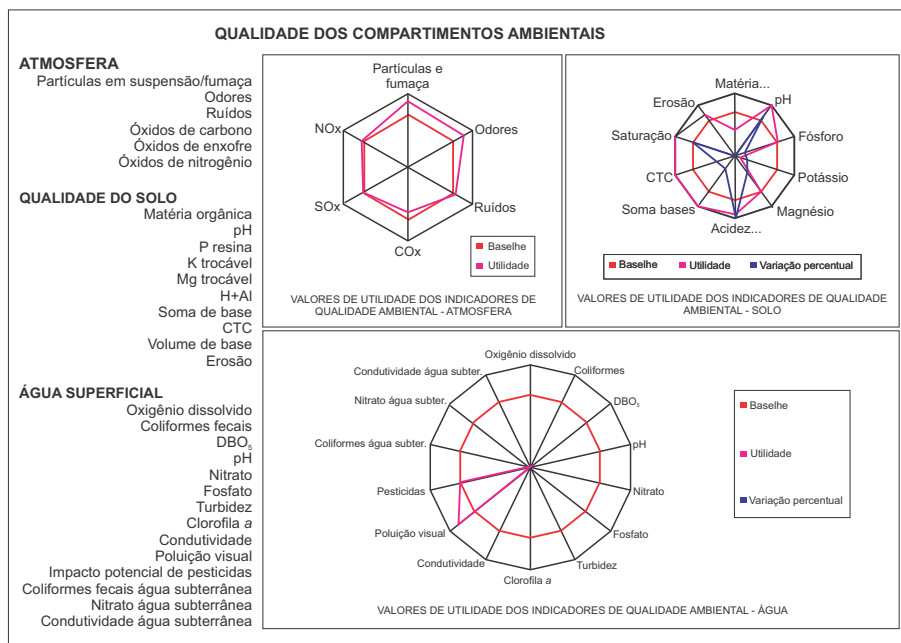 QUALIDADE DOS COMPARTIMENTOS AMBIENTAIS
ATMOSFERA
Partículas em suspensão/fumaça
Odores
Ruídos
Óxidos de carbono
Óxidos de enxofre
Óxidos de nitrogênio
QUALIDADE DO SOLO
Matéria orgânica
pH
P resina
K trocável
Mg trocável
H+Al
Soma de base
CTC
Volume de base
Erosão
ÁGUA SUPERFICIAL
Oxigênio dissolvido
Coliformes fecais
DBO₅
pH
Nitrato
Fosfato
Turbidez
Clorofila a
Condutividade
Poluição visual
Impacto potencial de pesticidas
Coliformes fecais água subterrânea
Nitrato água subterrânea
Condutividade água subterrânea
Partículas e
fumaça
Odores
Ruídos
COx
SOx
NOx
Baselhe
Utilidade
VALORES DE UTILIDADE DOS INDICADORES DE
QUALIDADE AMBIENTAL - ATMOSFERA
Matéria...
pH
Fósforo
Potássio
Magnésio
Acidez...
Soma bases
CTC
Saturação
Erosão
Baselhe
Utilidade
Variação percentual
VALORES DE UTILIDADE DOS INDICADORES DE QUALIDADE
AMBIENTAL - SOLO
Oxigênio dissolvido
Coliformes
DBO₅
pH
Nitrato
Fosfato
Turbidez
Clorofila a
Condutividade
Poluição visual
Pesticidas
Coliformes água subter.
Nitrato água subter.
Condutividade água subter.
Baselhe
Utilidade
Variação percentual
VALORES DE UTILIDADE DOS INDICADORES DE QUALIDADE AMBIENTAL - ÁGUA